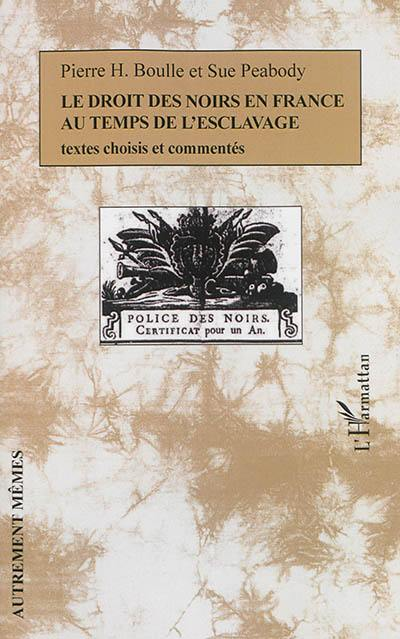 Pierre H. Boulle et Sue Peabody
LE DROIT DES NOIRS EN FRANCE
AU TEMPS DE L'ESCLAVAGE
textes choisis et commentés
POLICE DES NOIRS.
CERTIFICAT pour un An.
L'Harmattan
AUTREMENT MÊMES